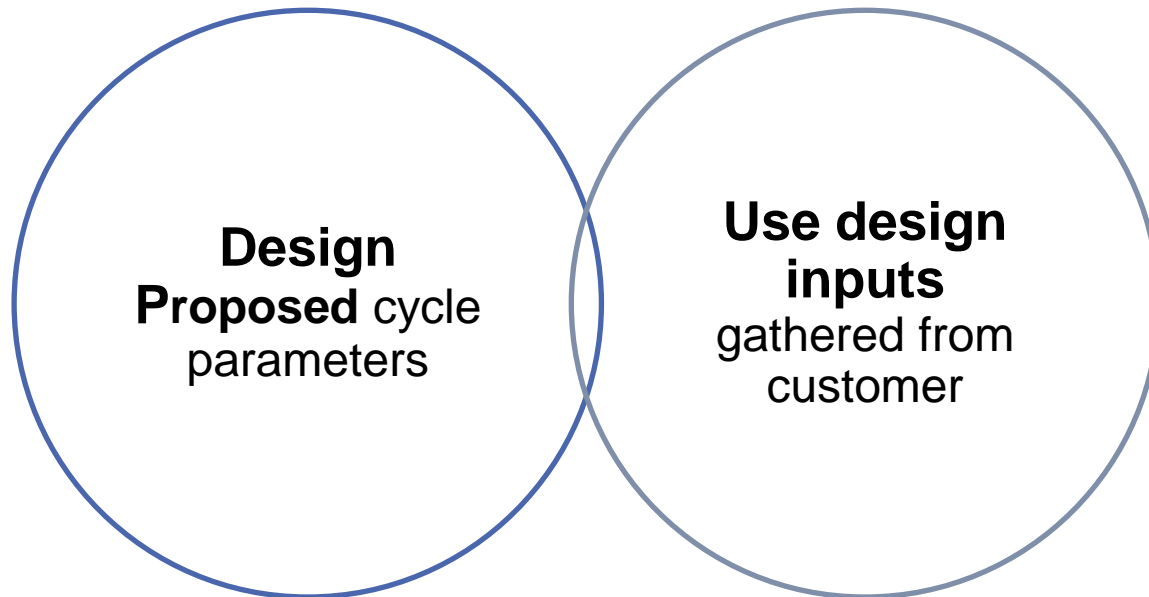 Design
Proposed cycle
parameters
Use design
inputs
gathered from
customer